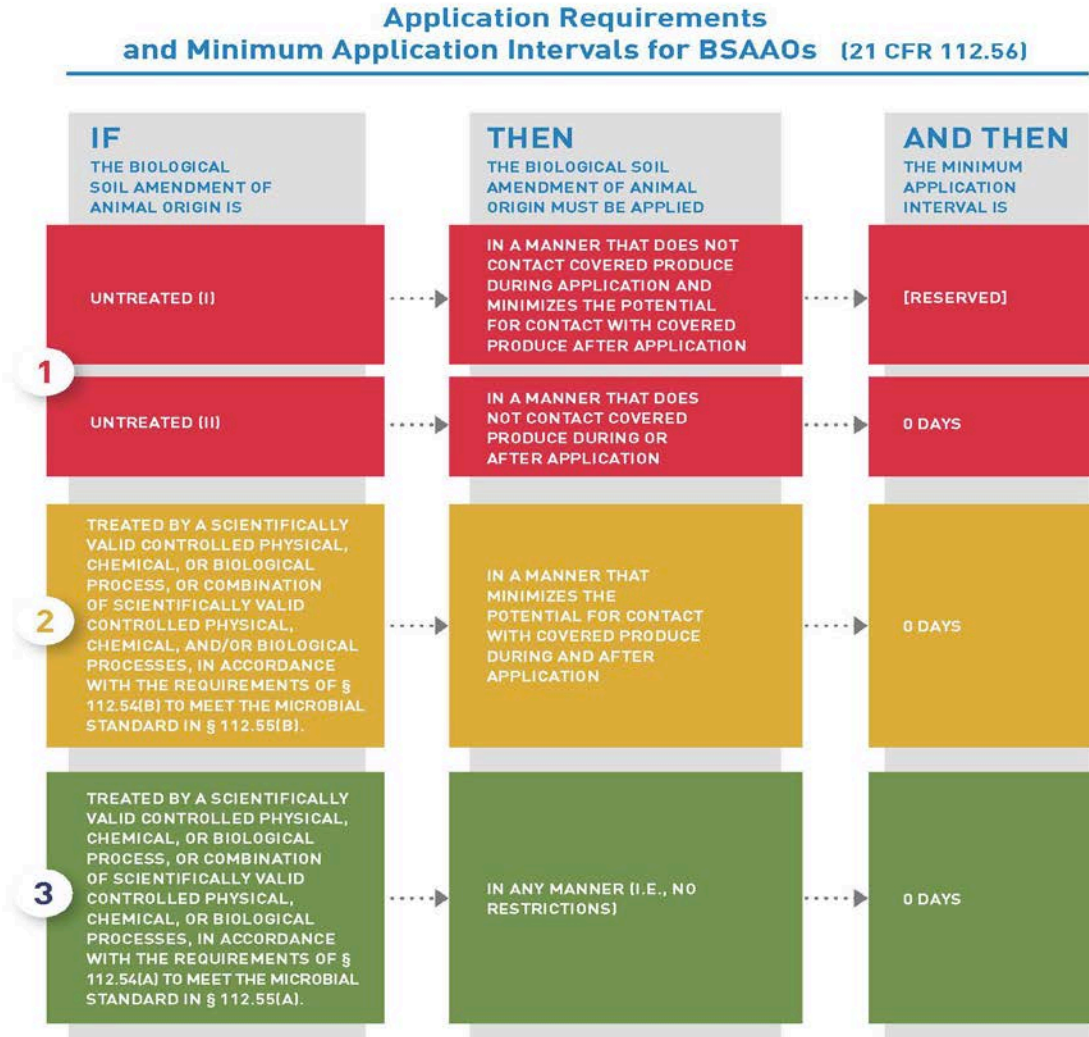 Application Requirements
and Minimum Application Intervals for BSAAOs (21 CFR 112.56)
IF
THE BIOLOGICAL
SOIL AMENDMENT OF
ANIMAL ORIGIN IS
THEN
THE BIOLOGICAL SOIL
AMENDMENT OF ANIMAL
ORIGIN MUST BE APPLIED
AND THEN
THE MINIMUM
APPLICATION
INTERVAL IS
1
UNTREATED (I)
IN A MANNER THAT DOES NOT
CONTACT COVERED PRODUCE
DURING APPLICATION AND
MINIMIZES THE POTENTIAL
FOR CONTACT WITH COVERED
PRODUCE AFTER APPLICATION
[RESERVED]
UNTREATED (II)
IN A MANNER THAT DOES
NOT CONTACT COVERED
PRODUCE DURING OR
AFTER APPLICATION
0 DAYS
2
TREATED BY A SCIENTIFICALLY
VALID CONTROLLED PHYSICAL,
CHEMICAL, OR BIOLOGICAL
PROCESS, OR COMBINATION
OF SCIENTIFICALLY VALID
CONTROLLED PHYSICAL,
CHEMICAL, AND/OR BIOLOGICAL
PROCESSES, IN ACCORDANCE
WITH THE REQUIREMENTS OF §
112.54(B) TO MEET THE MICROBIAL
STANDARD IN § 112.55(B).
IN A MANNER THAT
MINIMIZES THE
POTENTIAL FOR CONTACT
WITH COVERED PRODUCE
DURING AND AFTER
APPLICATION
0 DAYS
3
TREATED BY A SCIENTIFICALLY
VALID CONTROLLED PHYSICAL,
CHEMICAL, OR BIOLOGICAL
PROCESS, OR COMBINATION
OF SCIENTIFICALLY VALID
CONTROLLED PHYSICAL,
CHEMICAL, OR BIOLOGICAL
PROCESSES, IN ACCORDANCE
WITH THE REQUIREMENTS OF §
112.54(A) TO MEET THE MICROBIAL
STANDARD IN § 112.55(A).
IN ANY MANNER (I.E., NO
RESTRICTIONS)
0 DAYS